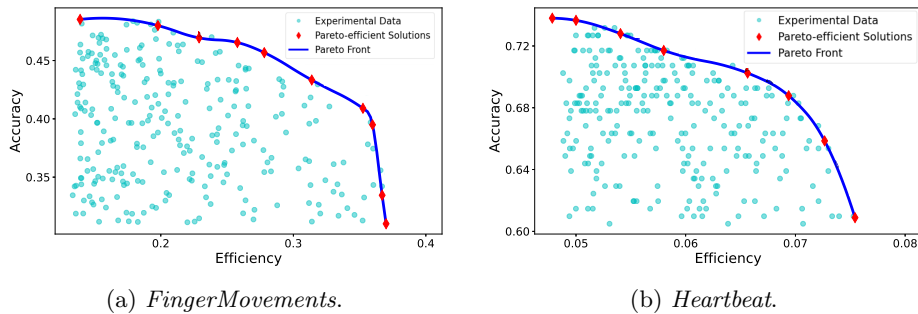 Experimental Data
Pareto-efficient Solutions
Pareto Front
0.45
0.40
0.35
Accuracy
0.2 0.3 0.4
Efficiency
(a) FingerMovements.
Experimental Data
Pareto-efficient Solutions
Pareto Front
0.72
0.68
0.64
0.60
Accuracy
0.05 0.06 0.07 0.08
Efficiency
(b) Heartbeat.